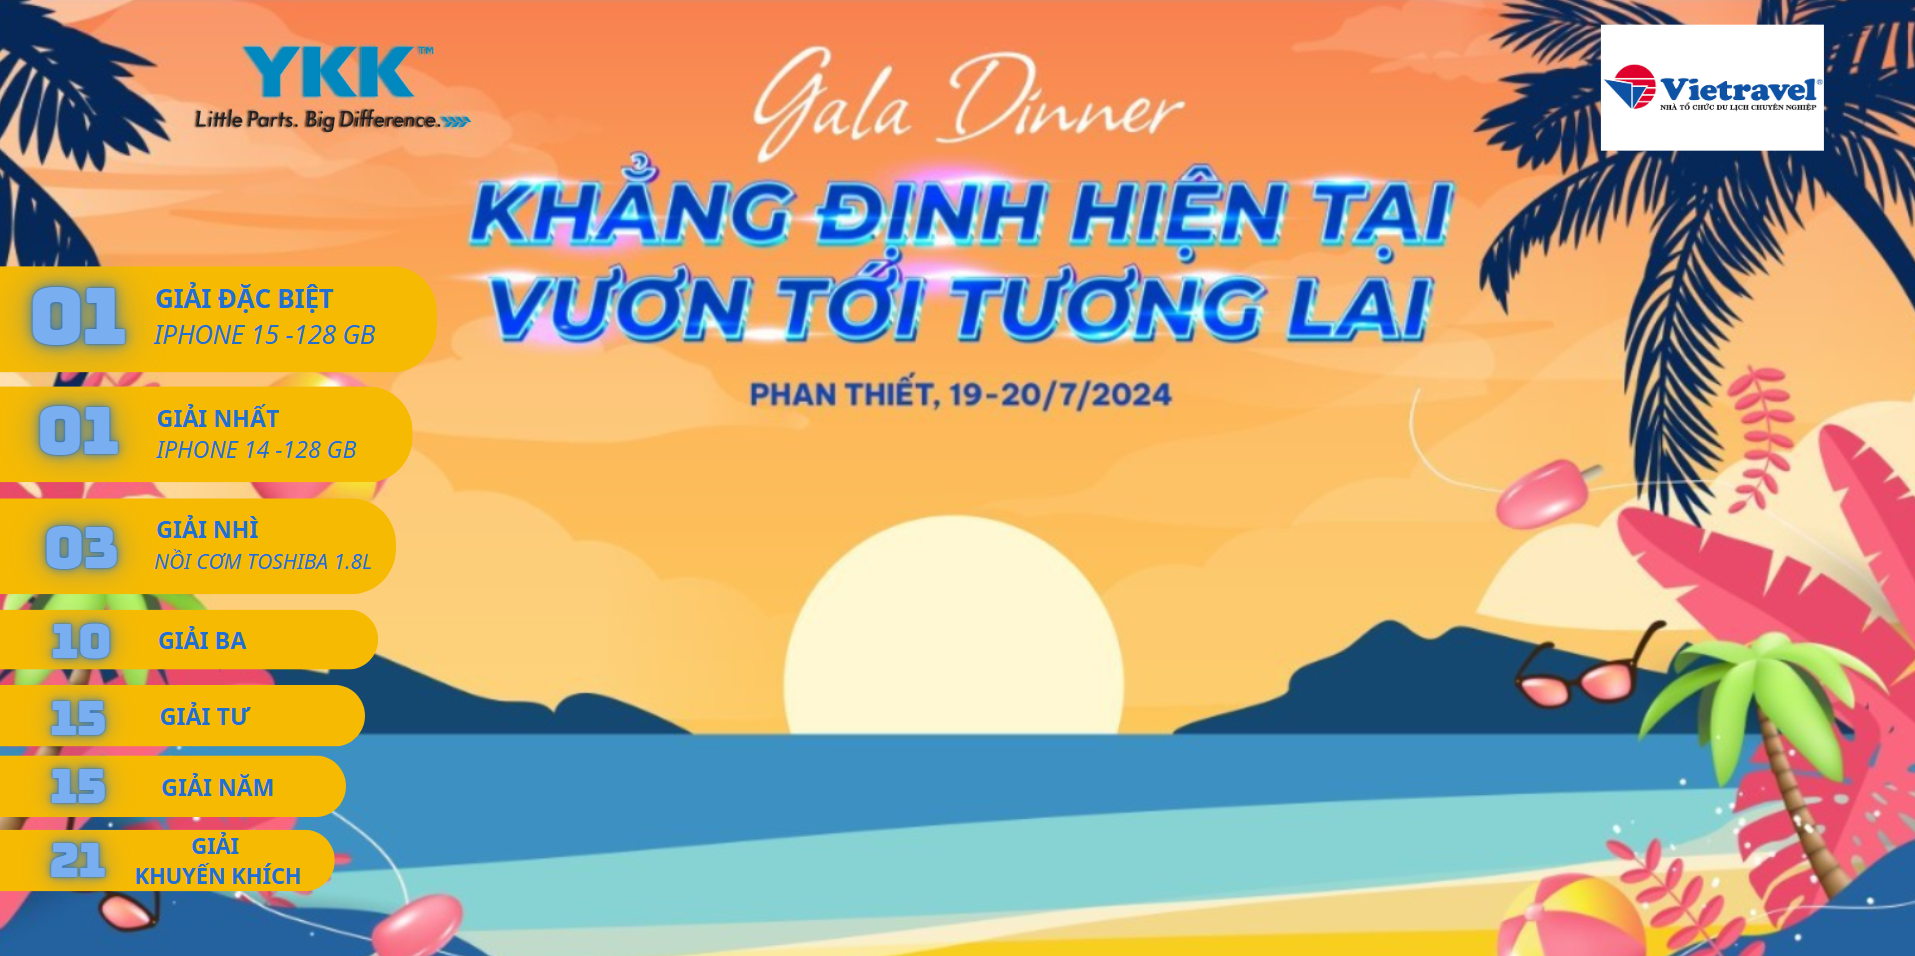 YKK™
Little Parts. Big Difference.
Gala Dinner
Vietravel®
NHÀ TỔ CHỨC DU LỊCH CHUYÊN NGHIỆP
KHẲNG ĐỊNH HIỆN TẠI
VƯƠN TỚI TƯƠNG LAI
PHAN THIẾT, 19-20/7/2024
01
GIẢI ĐẶC BIỆT
IPHONE 15 -128 GB
01
GIẢI NHẤT
IPHONE 14 -128 GB
03
GIẢI NHÌ
NỒI CƠM TOSHIBA 1.8L
10
GIẢI BA
15
GIẢI TƯ
15
GIẢI NĂM
21
GIẢI
KHUYẾN KHÍCH